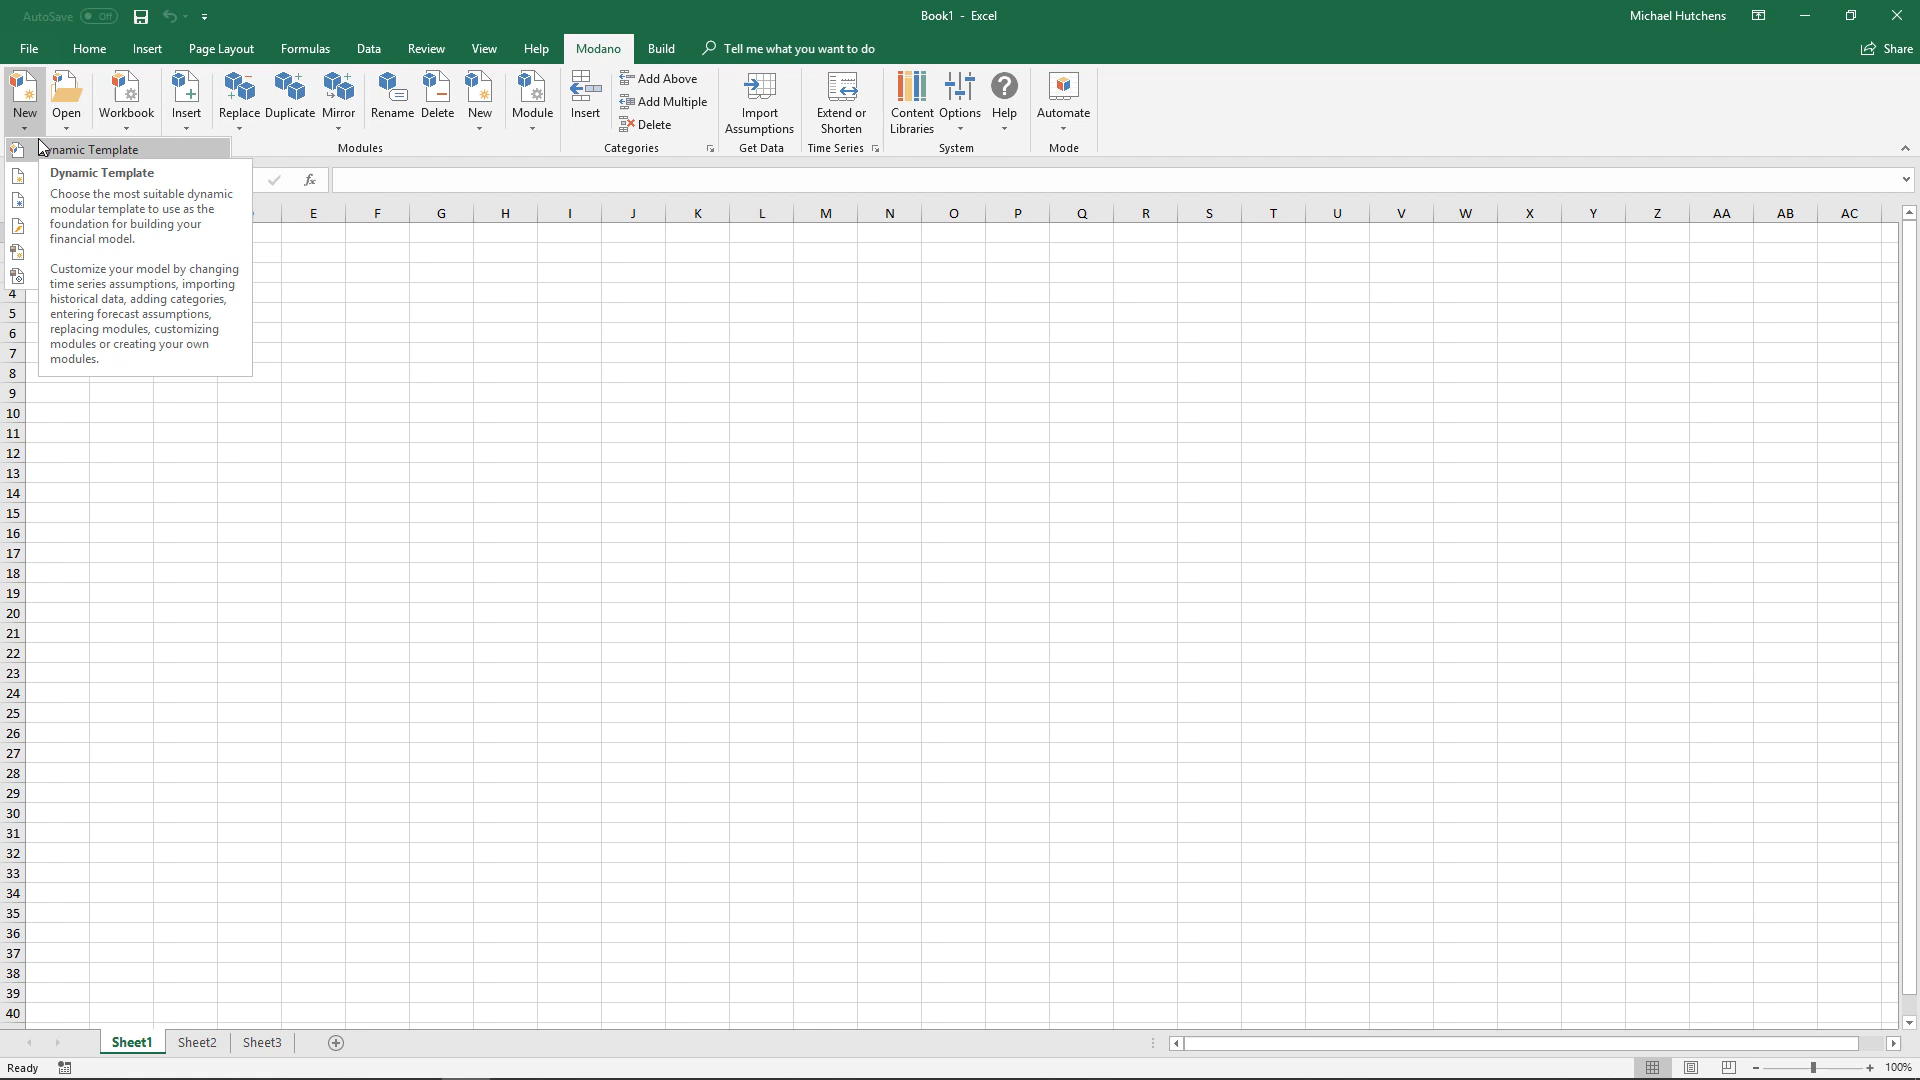 AutoSave Off
Book1 - Excel
Michael Hutchens
File Home Insert Page Layout Formulas Data Review View Help Modano Build Tell me what you want to do Share
New Open Workbook Insert Replace Duplicate Mirror Rename Delete New Module Insert
Add Above
Add Multiple
Delete
Import Assumptions
Extend or Shorten
Content Libraries
Options Help Automate
Modules Categories Get Data Time Series System Mode
namic Template
Dynamic Template
Choose the most suitable dynamic
modular template to use as the
foundation for building your
financial model.
Customize your model by changing
time series assumptions, importing
historical data, adding categories,
entering forecast assumptions,
replacing modules, customizing
modules or creating your own
modules.
fx
E F G H I J K L M N O P Q R S T U V W X Y Z AA AB AC
4
5
6
7
8
9
10
11
12
13
14
15
16
17
18
19
20
21
22
23
24
25
26
27
28
29
30
31
32
33
34
35
36
37
38
39
40
Sheet1 Sheet2 Sheet3
Ready
100%